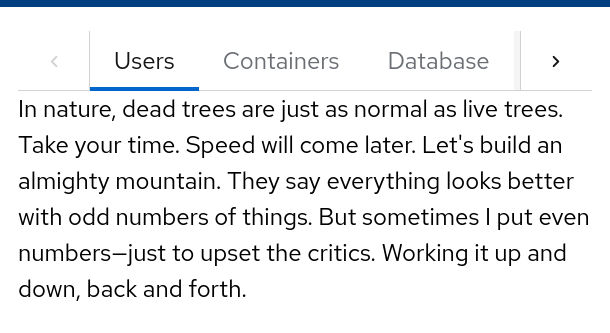 Users Containers Database
In nature, dead trees are just as normal as live trees.
Take your time. Speed will come later. Let's build an
almighty mountain. They say everything looks better
with odd numbers of things. But sometimes I put even
numbers—just to upset the critics. Working it up and
down, back and forth.